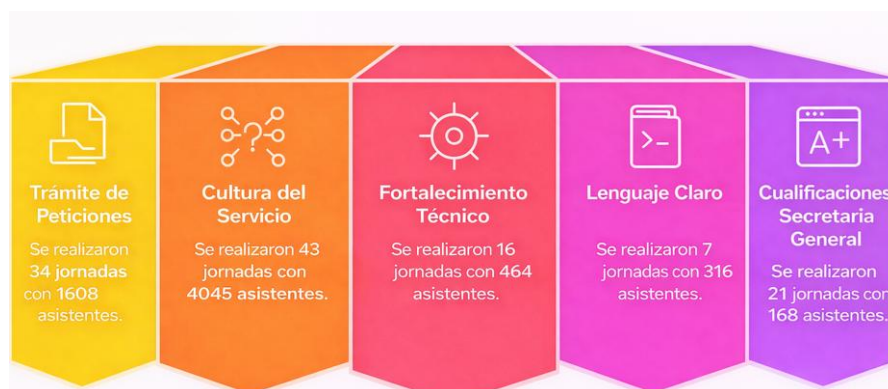 Trámite de
Peticiones
Se realizaron
34 jornadas
con 1608
asistentes.
Cultura del
Servicio
Se realizaron 43
jornadas con
4045 asistentes.
Fortalecimiento
Técnico
Se realizaron 16
jornadas con 464
asistentes.
>_
Lenguaje Claro
Se realizaron 7
jornadas con 316
asistentes.
A+
Cualificaciones
Secretaria
General
Se realizaron
21 jornadas con
168 asistentes.